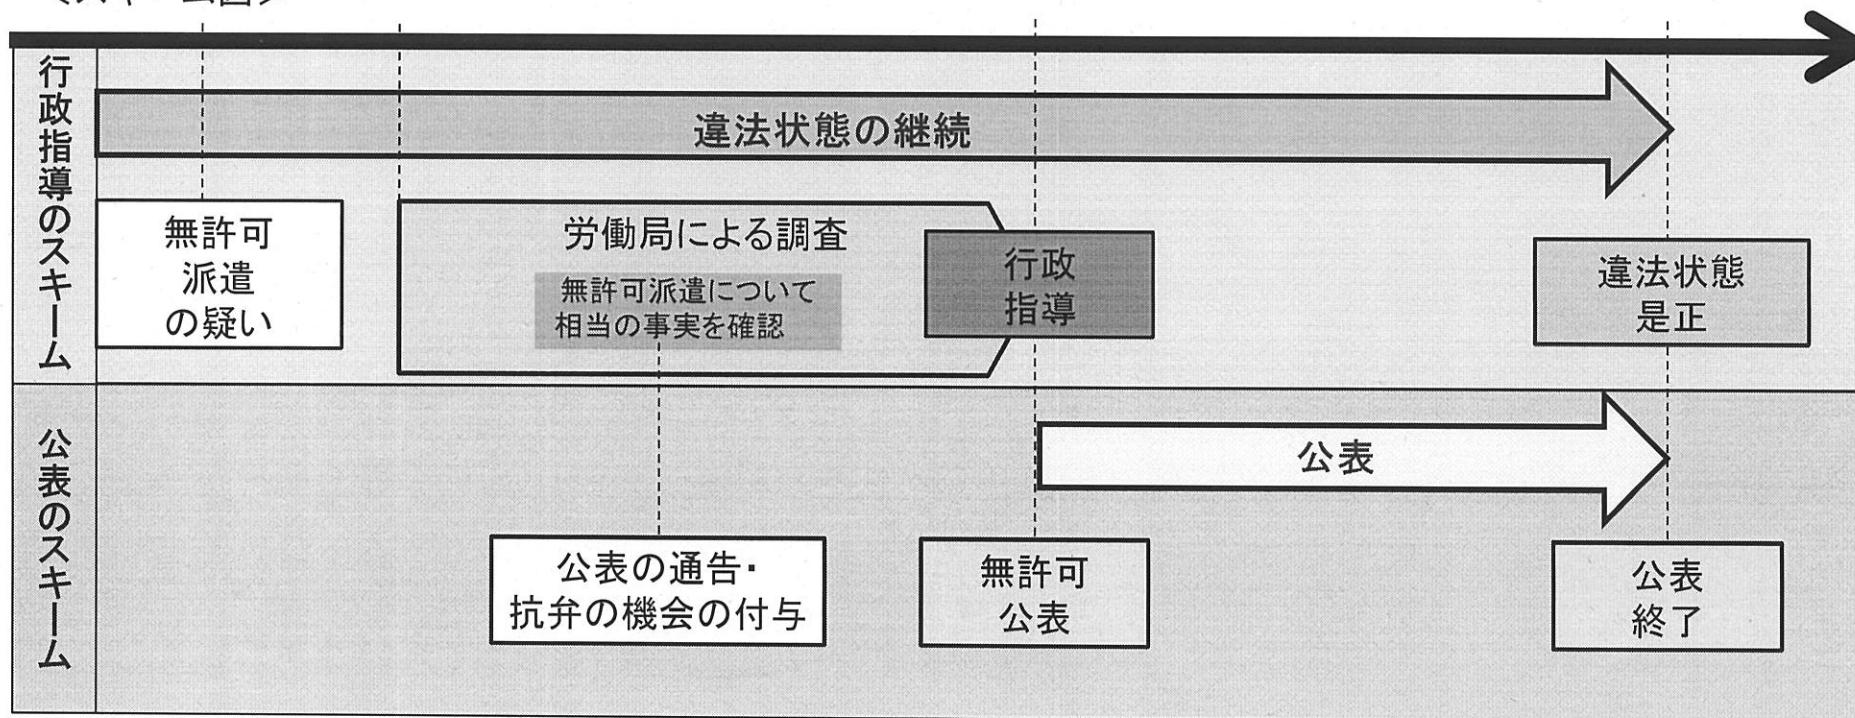 行政指導のスキーム
違法状態の継続
無許可
派遣
の疑い
労働局による調査
無許可派遣について
相当の事実を確認
行政
指導
違法状態
是正
公表のスキーム
公表
公表の通告・
抗弁の機会の付与
無許可
公表
公表
終了